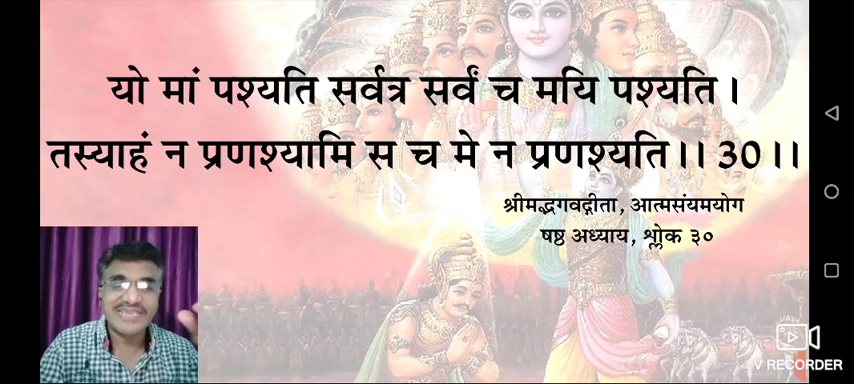 यो मां पश्यति सर्वत्र सर्वं च मयि पश्यति।
तस्याहं न प्रणश्यामि स च मे न प्रणश्यति।। 30।।
श्रीमद्भगवद्गीता, आत्मसंयमयोग
षष्ठ अध्याय, श्लोक ३०
V RECORDER